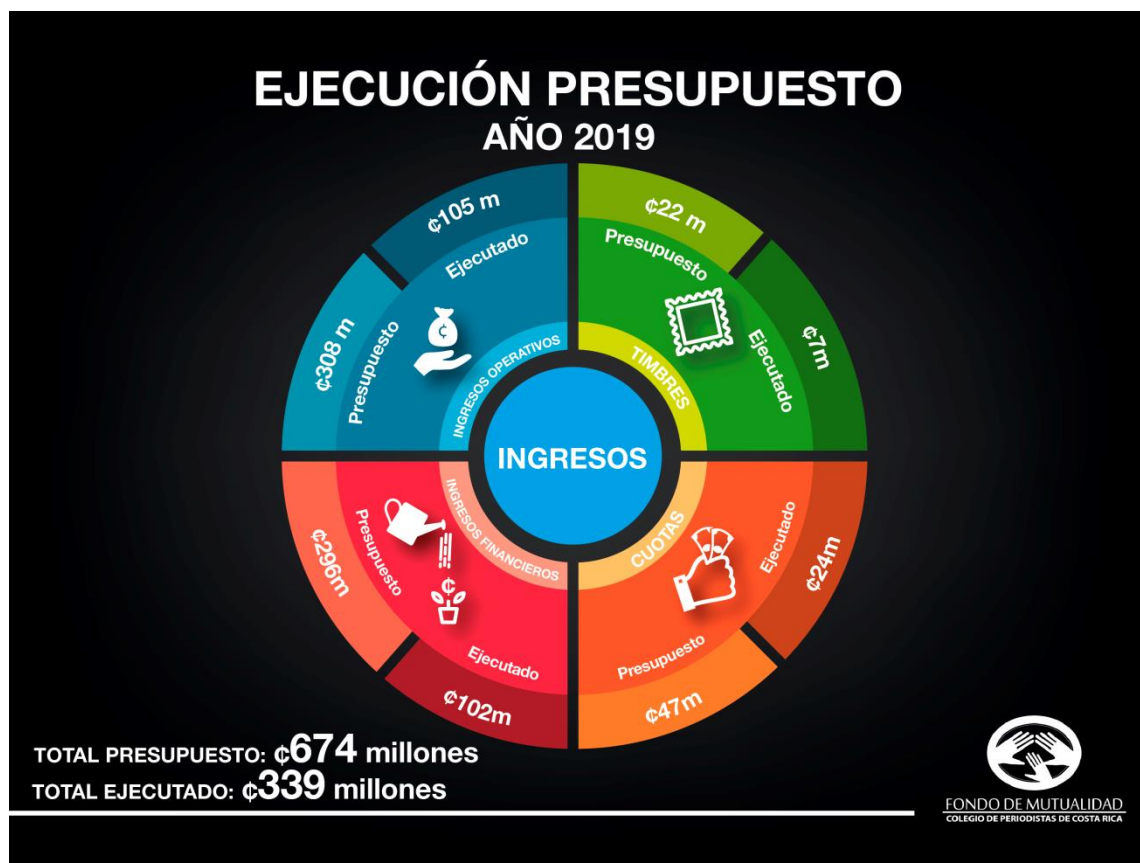 EJECUCIÓN PRESUPUESTO
AÑO 2019
¢105 m
Ejecutado
¢308 m
Presupuesto
INGRESOS OPERATIVOS
¢22 m
Presupuesto
¢7m
Ejecutado
TIMBRES
INGRESOS
¢296m
Presupuesto
INGRESOS FINANCIEROS
Ejecutado
¢102m
CUOTAS
Ejecutado
¢24m
Presupuesto
¢47m
TOTAL PRESUPUESTO: ¢674 millones
TOTAL EJECUTADO: ¢339 millones
FONDO DE MUTUALIDAD
COLEGIO DE PERIODISTAS DE COSTA RICA